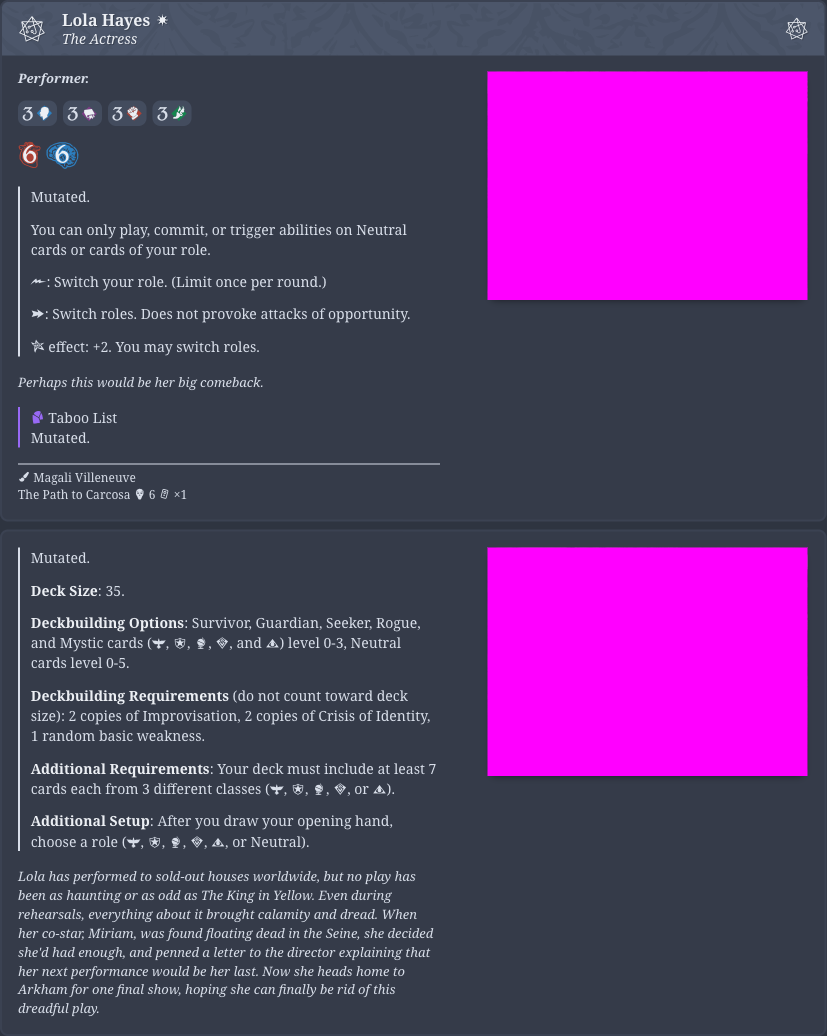 Lola Hayes
The Actress
Performer.
3 3 3 3
6 6
Mutated.
You can only play, commit, or trigger abilities on Neutral
cards or cards of your role.
: Switch your role. (Limit once per round.)
: Switch roles. Does not provoke attacks of opportunity.
effect: +2. You may switch roles.
Perhaps this would be her big comeback.
Taboo List
Mutated.
Magali Villeneuve
The Path to Carcosa 6 ×1
Mutated.
Deck Size: 35.
Deckbuilding Options: Survivor, Guardian, Seeker, Rogue,
and Mystic cards ( , , , , and ) level 0-3, Neutral
cards level 0-5.
Deckbuilding Requirements (do not count toward deck
size): 2 copies of Improvisation, 2 copies of Crisis of Identity,
1 random basic weakness.
Additional Requirements: Your deck must include at least 7
cards each from 3 different classes ( , , , , or ).
Additional Setup: After you draw your opening hand,
choose a role ( , , , , , or Neutral).
Lola has performed to sold-out houses worldwide, but no play has
been as haunting or as odd as The King in Yellow. Even during
rehearsals, everything about it brought calamity and dread. When
her co-star, Miriam, was found floating dead in the Seine, she decided
she'd had enough, and penned a letter to the director explaining that
her next performance would be her last. Now she heads home to
Arkham for one final show, hoping she can finally be rid of this
dreadful play.